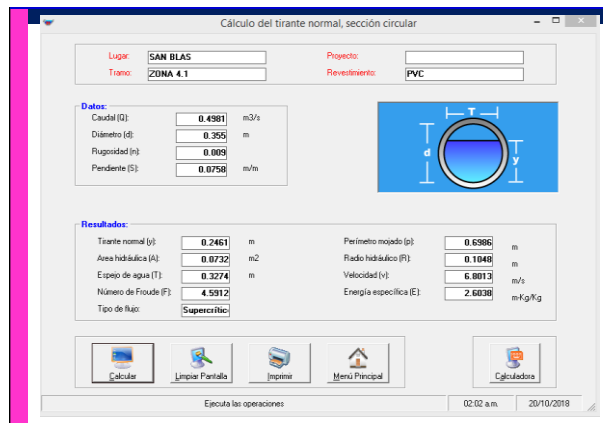 Cálculo del tirante normal, sección circular
Lugar: SAN BLAS Proyecto:
Tramo: ZONA 4.1 Revestimiento: PVC
Datos:
Caudal (Q): 0.4981 m3/s
Diámetro (d): 0.355 m
Rugosidad (n): 0.009
Pendiente (S): 0.0758 m/m
T
d
y
Resultados:
Tirante normal (y): 0.2461 m Perímetro mojado (p): 0.6986 m
Area hidráulica (A): 0.0732 m2 Radio hidráulico (R): 0.1048 m
Espejo de agua (T): 0.3274 m Velocidad (v): 6.8013 m/s
Número de Froude (F): 4.5912 Energía específica (E): 2.6038 m-Kg/Kg
Tipo de flujo: Supercrític
Calcular Limpiar Pantalla Imprimir Menú Principal Calculadora
Ejecuta las operaciones 02:02 a.m. 20/10/2018